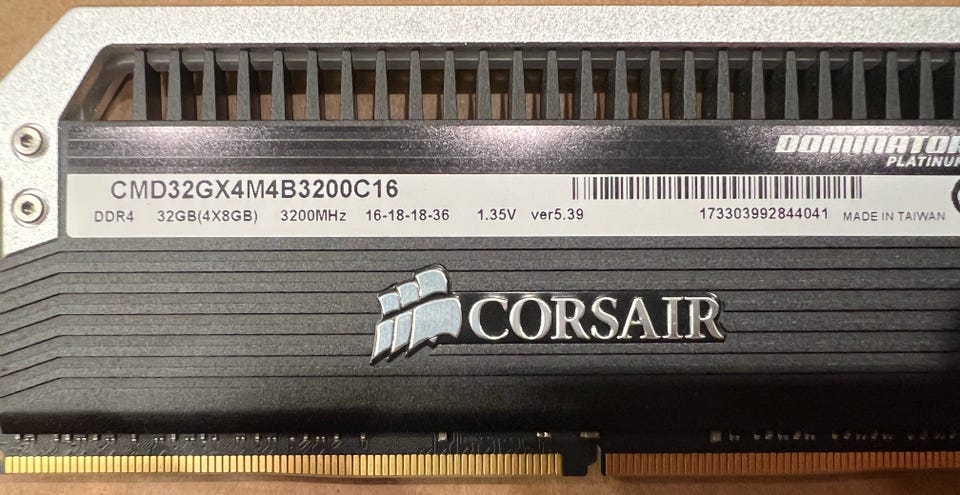 DOMINATOR
PLATINUM
CMD32GX4M4B3200C16
DDR4 32GB(4X8GB) 3200MHz 16-18-18-36 1.35V ver5.39 173303992844041 MADE IN TAIWAN
CORSAIR